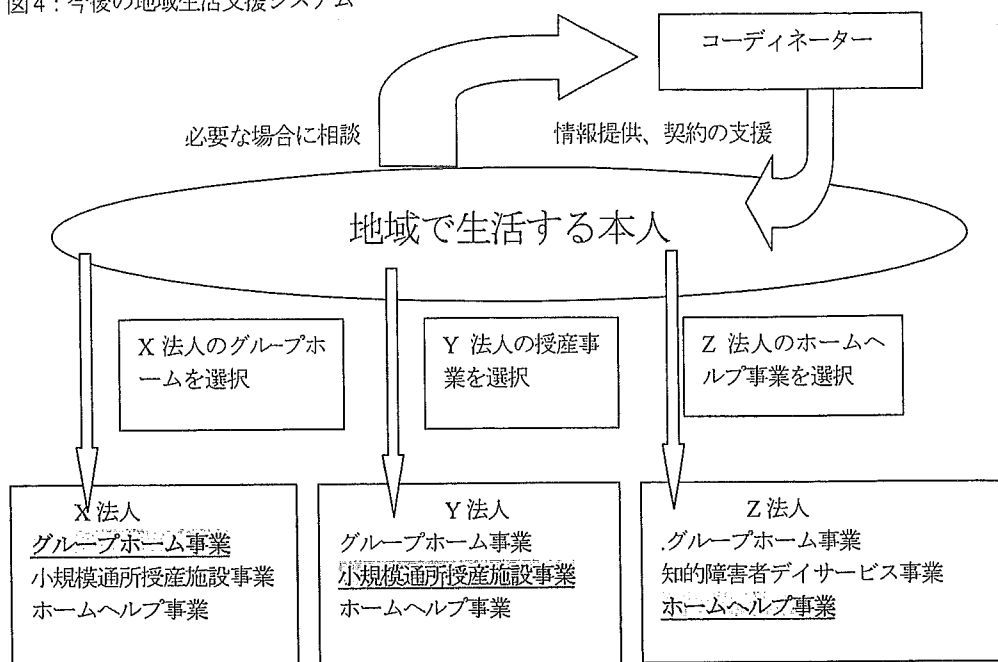 図4：今後の地域生活支援システム
コーディネーター
必要な場合に相談
情報提供、契約の支援
地域で生活する本人
X 法人のグループホ
ームを選択
Y 法人の授産事
業を選択
Z 法人のホームヘ
ルプ事業を選択
X 法人
グループホーム事業
小規模通所授産施設事業
ホームヘルプ事業
Y 法人
グループホーム事業
小規模通所授産施設事業
ホームヘルプ事業
Z 法人
.グループホーム事業
知的障害者デイサービス事業
ホームヘルプ事業